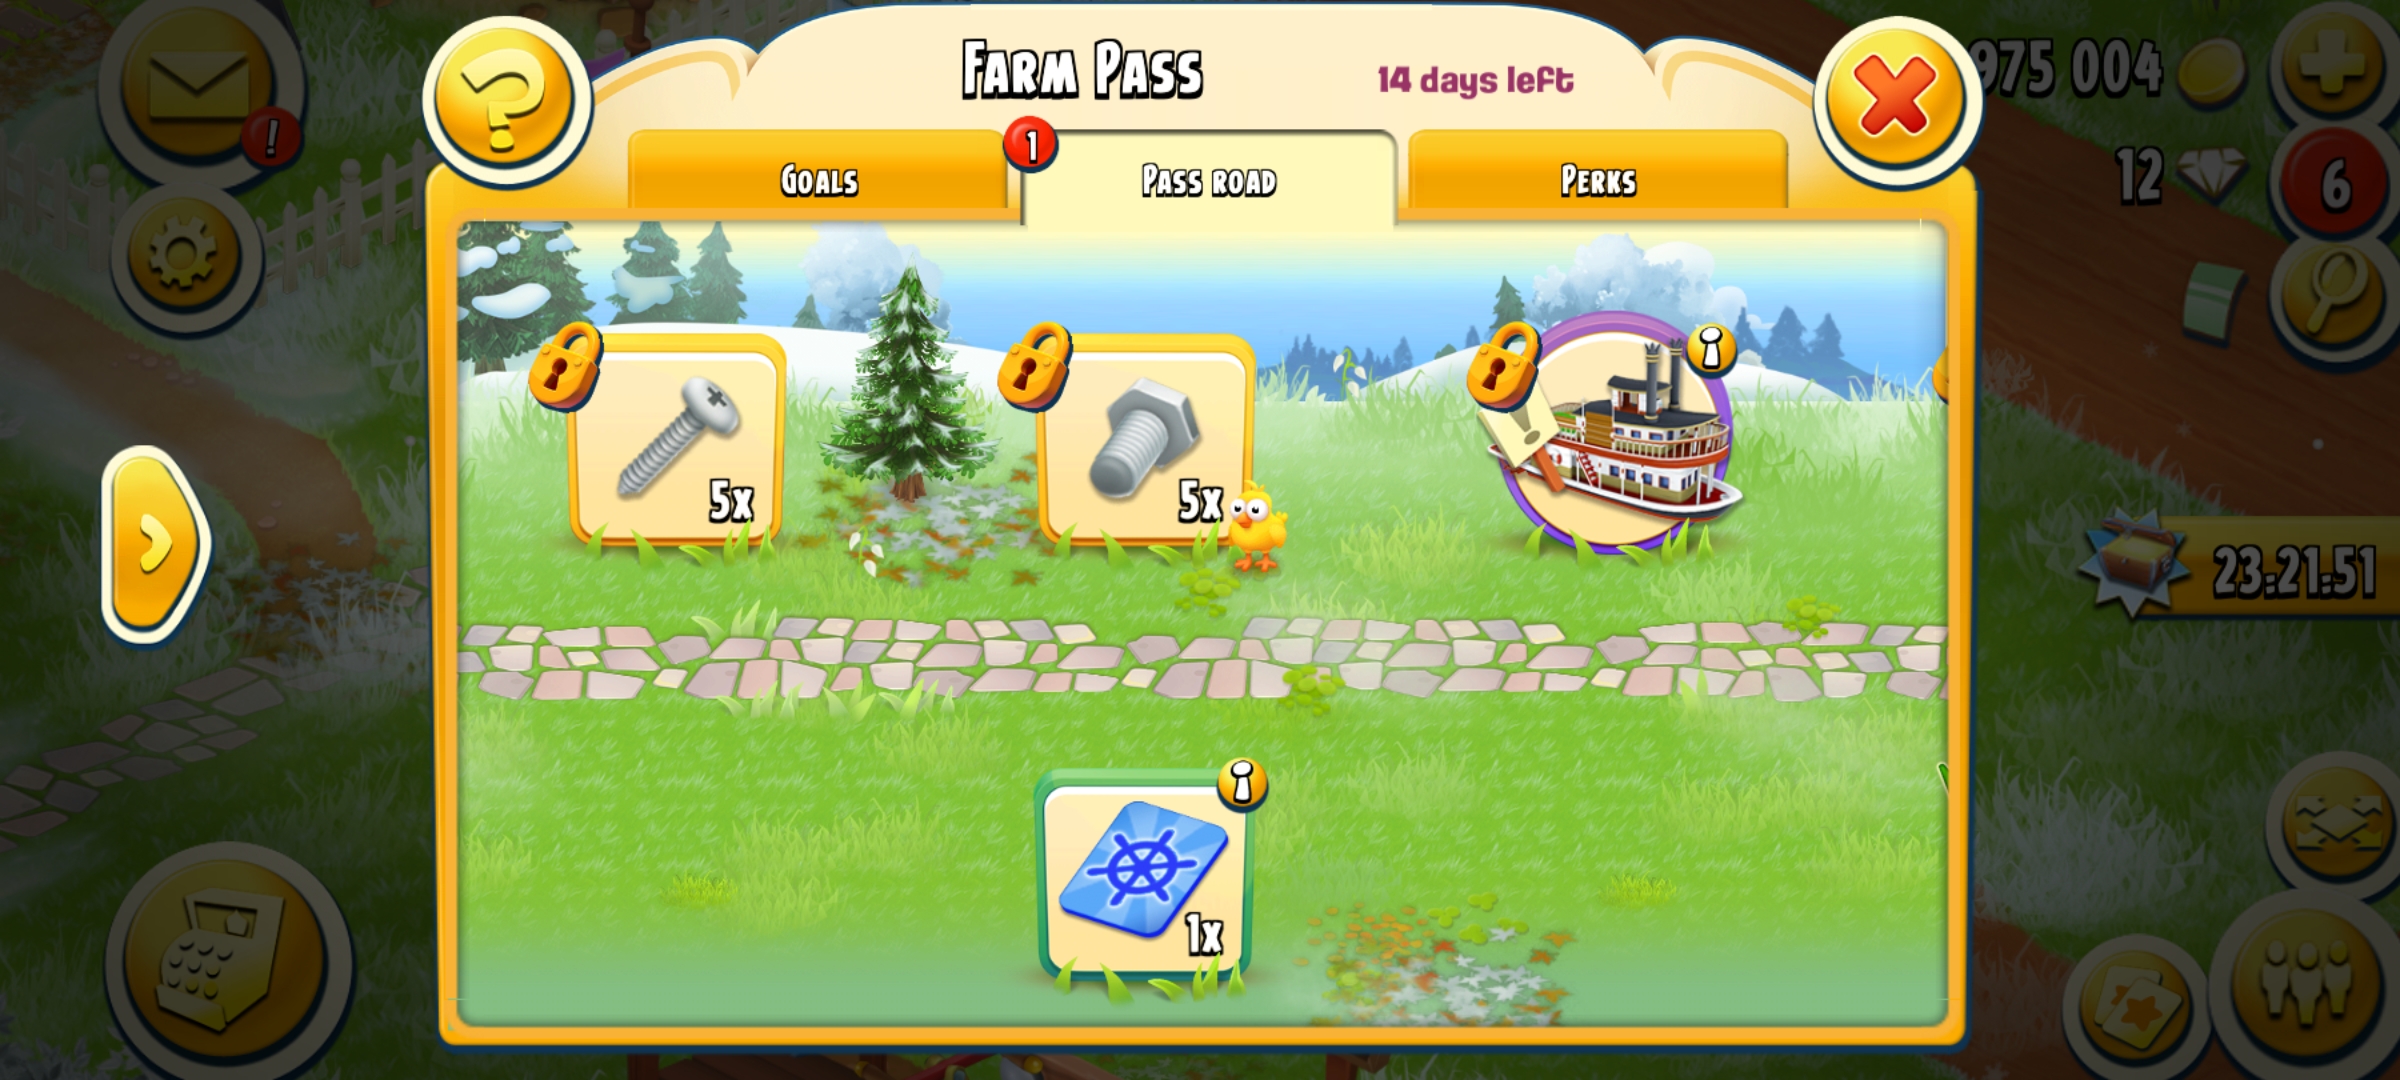 FARM PASS
14 days left
975 004
GOALS
1
PASS ROAD
PERKS
12
6
5x
5x
23:21:51
1x